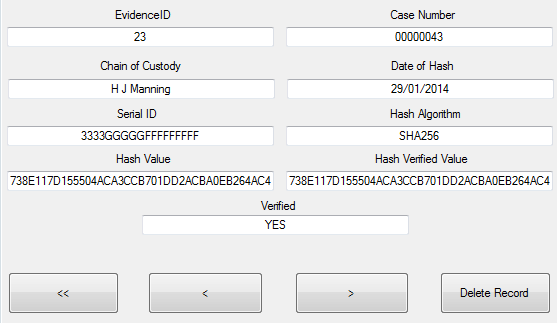 EvidenceID Case Number
23 00000043
Chain of Custody Date of Hash
H J Manning 29/01/2014
Serial ID Hash Algorithm
3333GGGGGFFFFFFFFF SHA256
Hash Value Hash Verified Value
738E117D155504ACA3CCB701DD2ACBA0EB264AC4 738E117D155504ACA3CCB701DD2ACBA0EB264AC4
Verified
YES
<< < > Delete Record